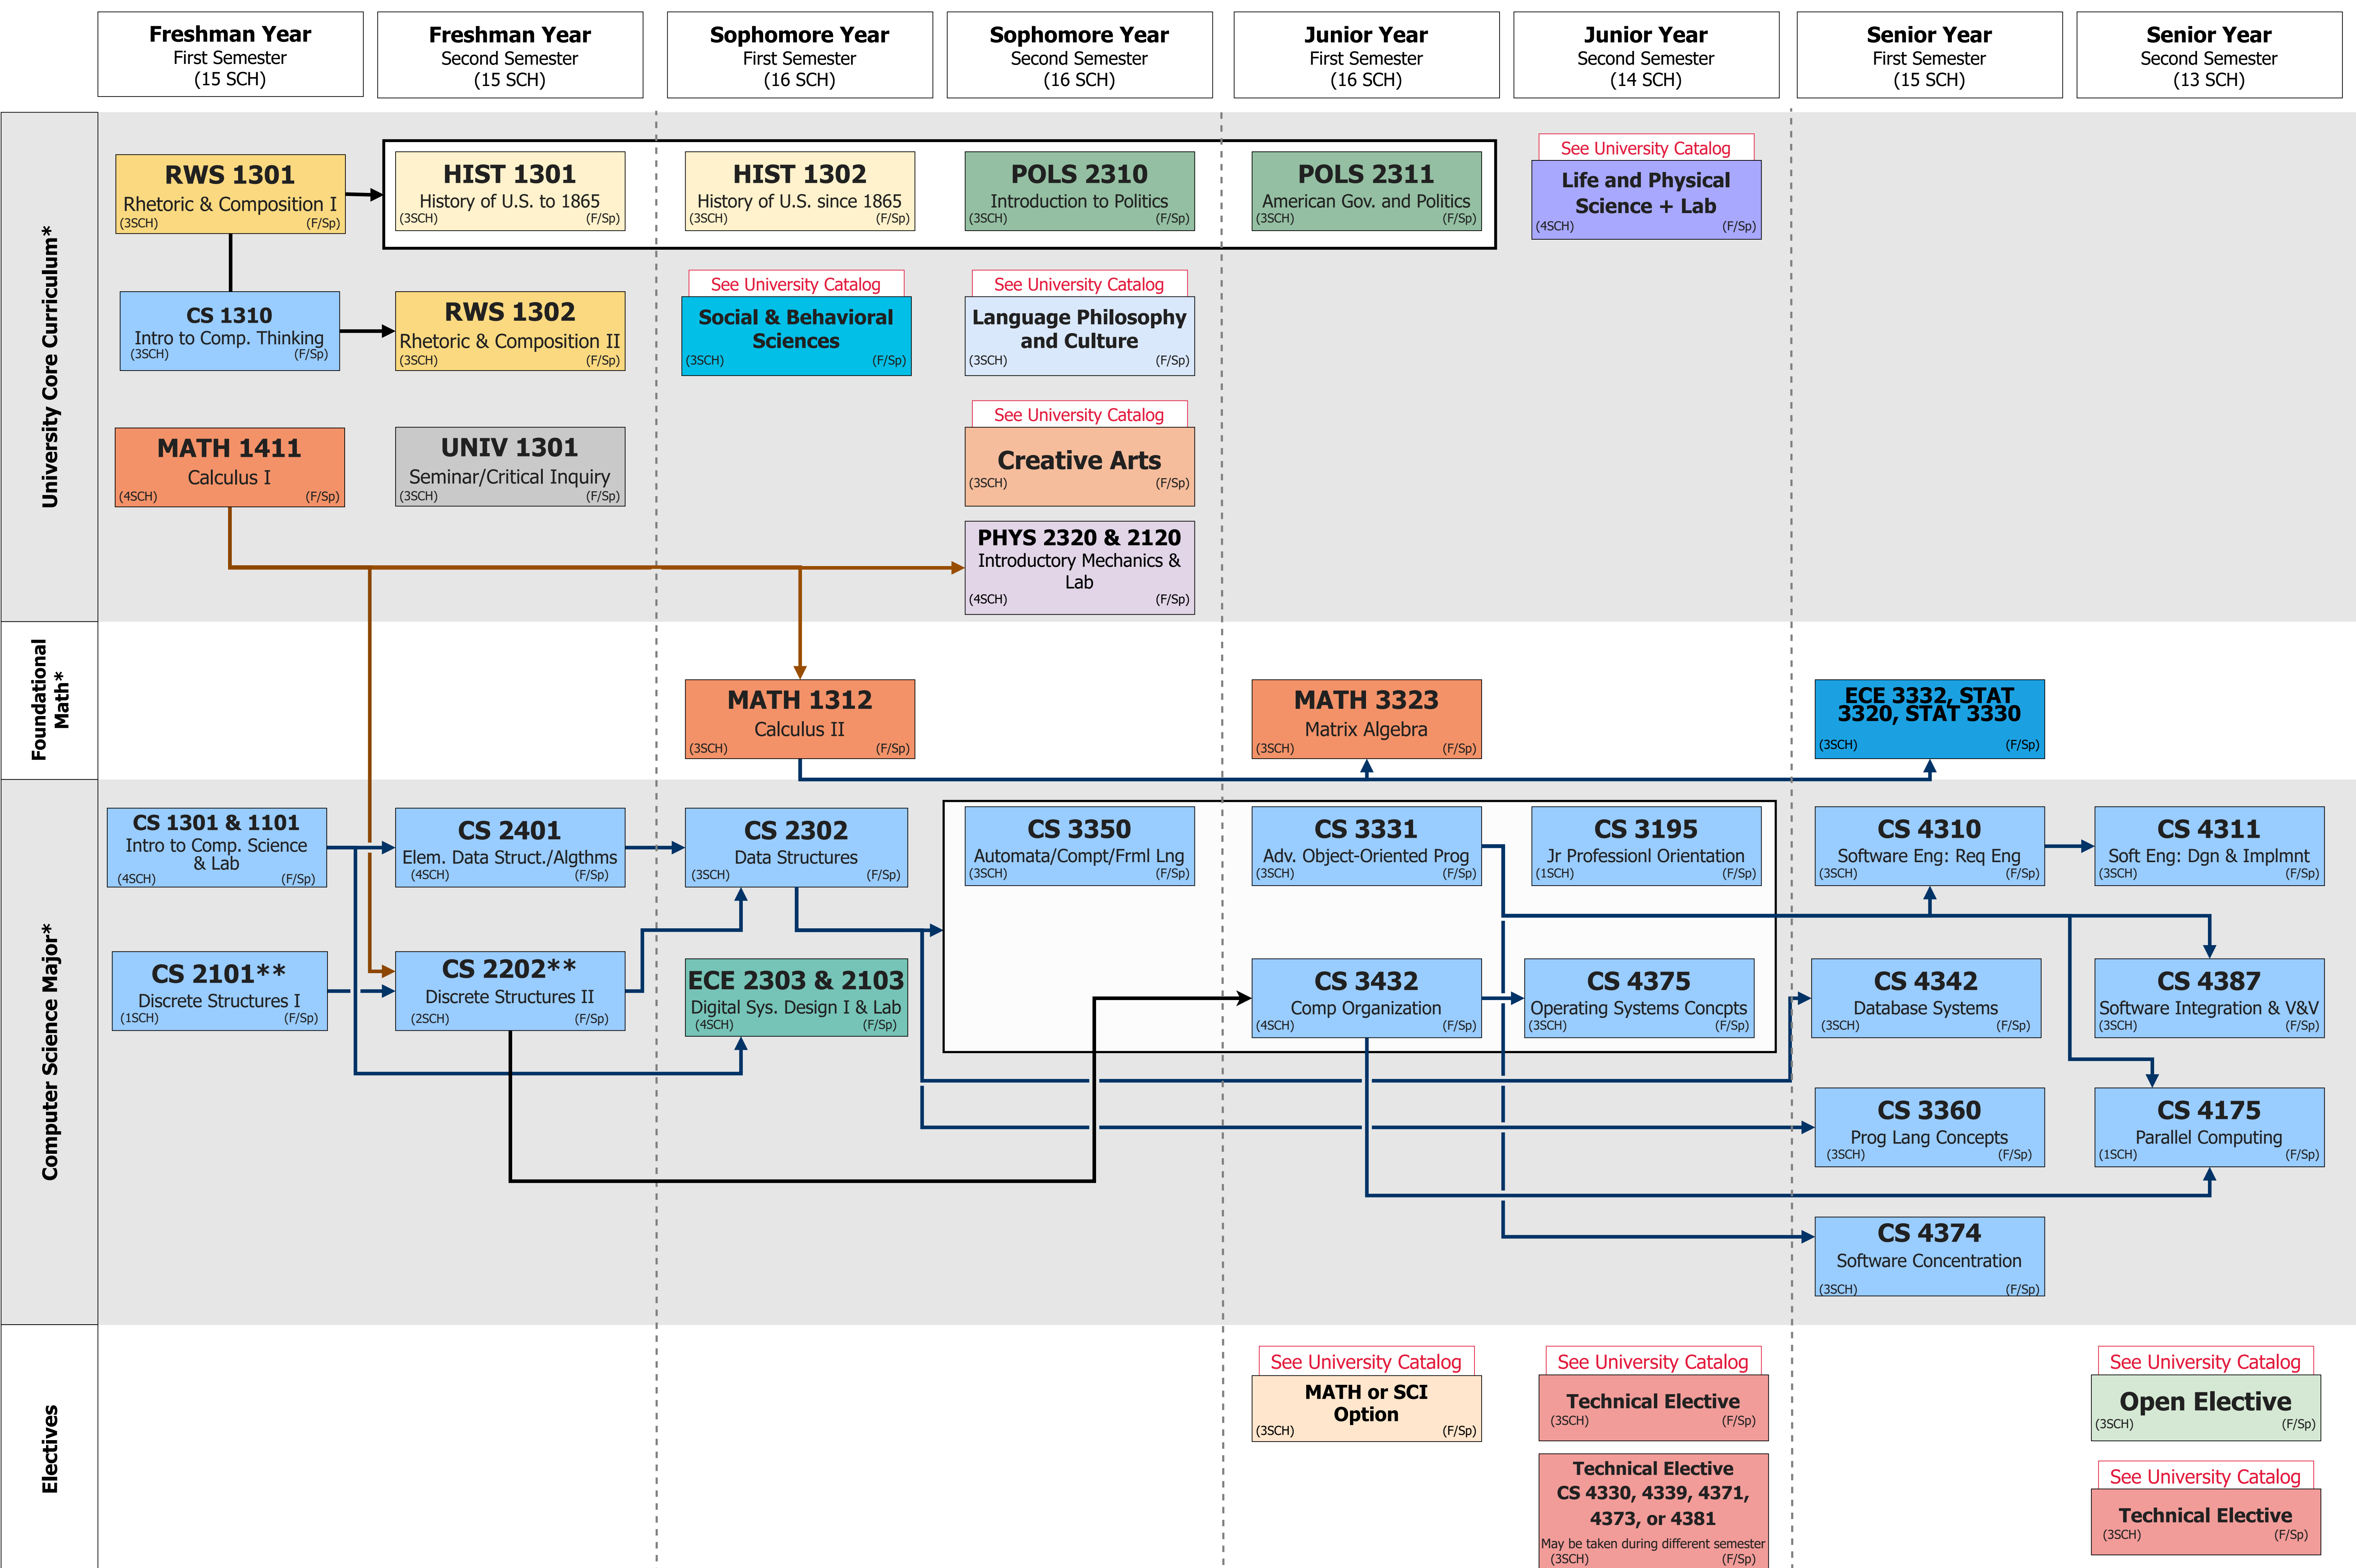 Freshman Year
First Semester
(15 SCH)
Freshman Year
Second Semester
(15 SCH)
Sophomore Year
First Semester
(16 SCH)
Sophomore Year
Second Semester
(16 SCH)
Junior Year
First Semester
(16 SCH)
Junior Year
Second Semester
(14 SCH)
Senior Year
First Semester
(15 SCH)
Senior Year
Second Semester
(13 SCH)
University Core Curriculum*
RWS 1301
Rhetoric & Composition I
(3SCH) (F/Sp)
HIST 1301
History of U.S. to 1865
(3SCH) (F/Sp)
HIST 1302
History of U.S. since 1865
(3SCH) (F/Sp)
POLS 2310
Introduction to Politics
(3SCH) (F/Sp)
POLS 2311
American Gov. and Politics
(3SCH) (F/Sp)
See University Catalog
Life and Physical
Science + Lab
(4SCH) (F/Sp)
CS 1310
Intro to Comp. Thinking
(3SCH) (F/Sp)
RWS 1302
Rhetoric & Composition II
(3SCH) (F/Sp)
See University Catalog
Social & Behavioral
Sciences
(3SCH) (F/Sp)
See University Catalog
Language Philosophy
and Culture
(3SCH) (F/Sp)
MATH 1411
Calculus I
(4SCH) (F/Sp)
UNIV 1301
Seminar/Critical Inquiry
(3SCH) (F/Sp)
See University Catalog
Creative Arts
(3SCH) (F/Sp)
PHYS 2320 & 2120
Introductory Mechanics &
Lab
(4SCH) (F/Sp)
Foundational
Math*
MATH 1312
Calculus II
(3SCH) (F/Sp)
MATH 3323
Matrix Algebra
(3SCH) (F/Sp)
ECE 3332, STAT
3320, STAT 3330
(3SCH) (F/Sp)
Computer Science Major*
CS 1301 & 1101
Intro to Comp. Science
& Lab
(4SCH) (F/Sp)
CS 2401
Elem. Data Struct./Algthms
(4SCH) (F/Sp)
CS 2302
Data Structures
(3SCH) (F/Sp)
CS 3350
Automata/Compt/Frml Lng
(3SCH) (F/Sp)
CS 3331
Adv. Object-Oriented Prog
(3SCH) (F/Sp)
CS 3195
Jr Professionl Orientation
(1SCH) (F/Sp)
CS 4310
Software Eng: Req Eng
(3SCH) (F/Sp)
CS 4311
Soft Eng: Dgn & Implmnt
(3SCH) (F/Sp)
CS 2101**
Discrete Structures I
(1SCH) (F/Sp)
CS 2202**
Discrete Structures II
(2SCH) (F/Sp)
ECE 2303 & 2103
Digital Sys. Design I & Lab
(4SCH) (F/Sp)
CS 3432
Comp Organization
(4SCH) (F/Sp)
CS 4375
Operating Systems Concpts
(3SCH) (F/Sp)
CS 4342
Database Systems
(3SCH) (F/Sp)
CS 4387
Software Integration & V&V
(3SCH) (F/Sp)
CS 3360
Prog Lang Concepts
(3SCH) (F/Sp)
CS 4175
Parallel Computing
(1SCH) (F/Sp)
CS 4374
Software Concentration
(3SCH) (F/Sp)
Electives
See University Catalog
MATH or SCI
Option
(3SCH) (F/Sp)
See University Catalog
Technical Elective
(3SCH) (F/Sp)
See University Catalog
Open Elective
(3SCH) (F/Sp)
Technical Elective
CS 4330, 4339, 4371,
4373, or 4381
May be taken during different semester
(3SCH) (F/Sp)
See University Catalog
Technical Elective
(3SCH) (F/Sp)